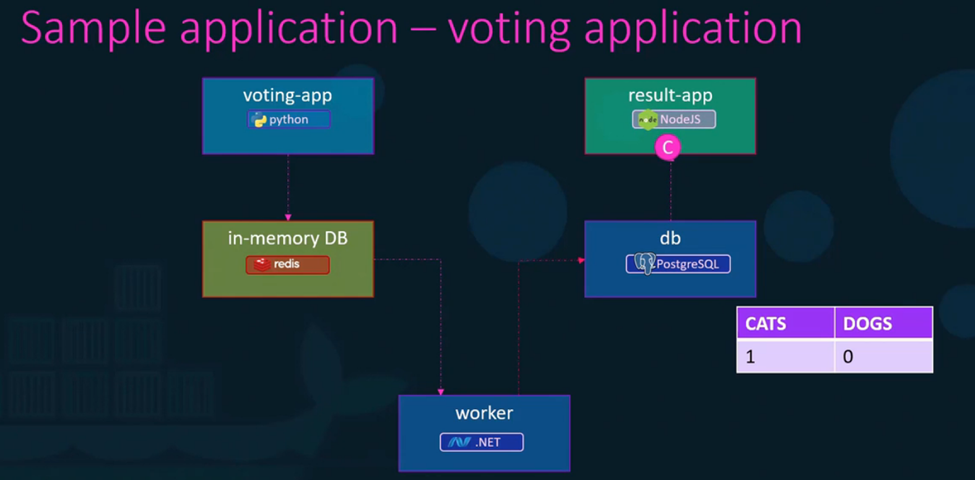 Sample application – voting application
voting-app
python
result-app
node NodeJS
C
in-memory DB
redis
db
PostgreSQL
CATS DOGS
1 0
worker
.NET